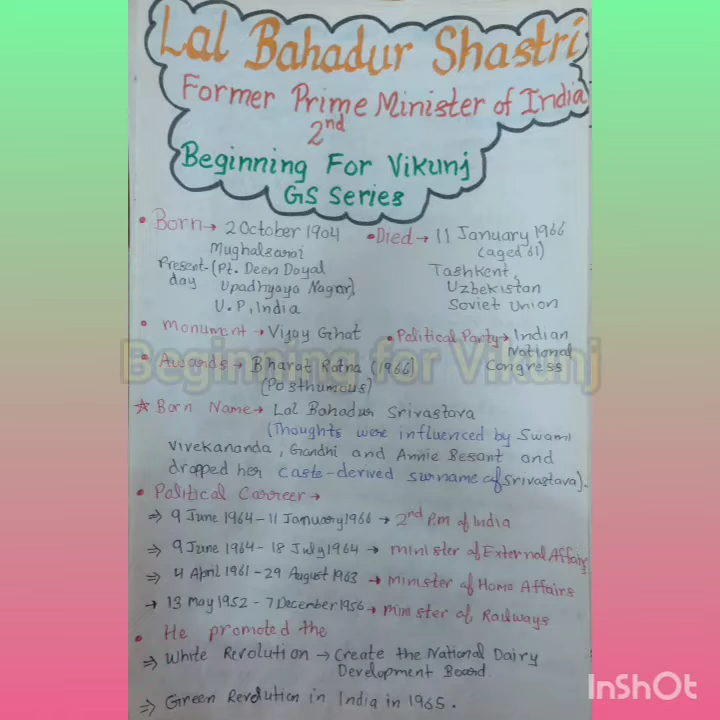 Lal Bahadur Shastri
Former Prime Minister of India
2nd
Beginning For Vikunj
GS Series
• Born → 2 October 1904
Mughalsarai
Present- (Pt. Deen Dayal
day Upadhyaya Nagar),
U.P, India
• Died → 11 January 1966
(aged 61)
Tashkent,
Uzbekistan
Soviet Union
• Monument → Vijay Ghat
• Political Party → Indian
National
Congress
• Awards → Bharat Ratna (1966)
(Posthumous)
Beginning for Vikunj
☆ Born Name → Lal Bahadur Srivastava
(Thoughts were influenced by Swami
Vivekananda, Gandhi and Annie Besant and
dropped her caste-derived surname of Srivastava).
• Political Carreer →
⇒ 9 June 1964 - 11 January 1966 → 2nd P.m of India
⇒ 9 June 1964 - 18 July 1964 → minister of External Affairs
⇒ 4 April 1961 - 29 August 1963 → minister of Home Affairs
→ 13 may 1952 - 7 December 1956 → minister of Railways
• He promoted the
⇒ White Revolution → Create the National Dairy
Development Board.
⇒ Green Revolution in India in 1965.
InShOt